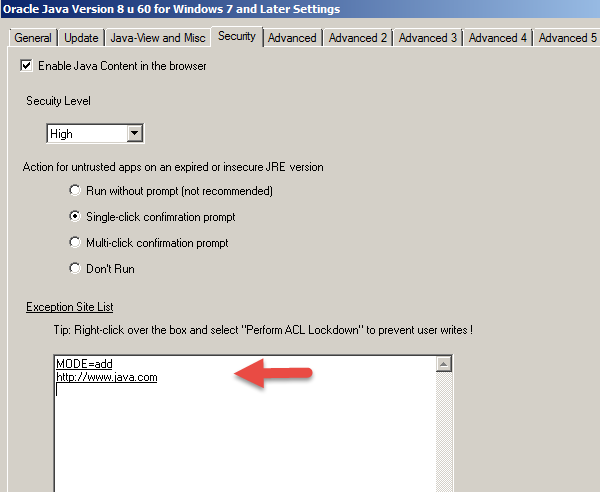 Oracle Java Version 8 u 60 for Windows 7 and Later Settings
General Update Java-View and Misc Security Advanced Advanced 2 Advanced 3 Advanced 4 Advanced 5
Enable Java Content in the browser
Secuity Level
High
Action for untrusted apps on an expired or insecure JRE version
Run without prompt (not recommended)
Single-click confimration prompt
Multi-click confirmation prompt
Don't Run
Exception Site List
Tip: Right-click over the box and select "Perform ACL Lockdown" to prevent user writes !
MODE=add
http://www.java.com